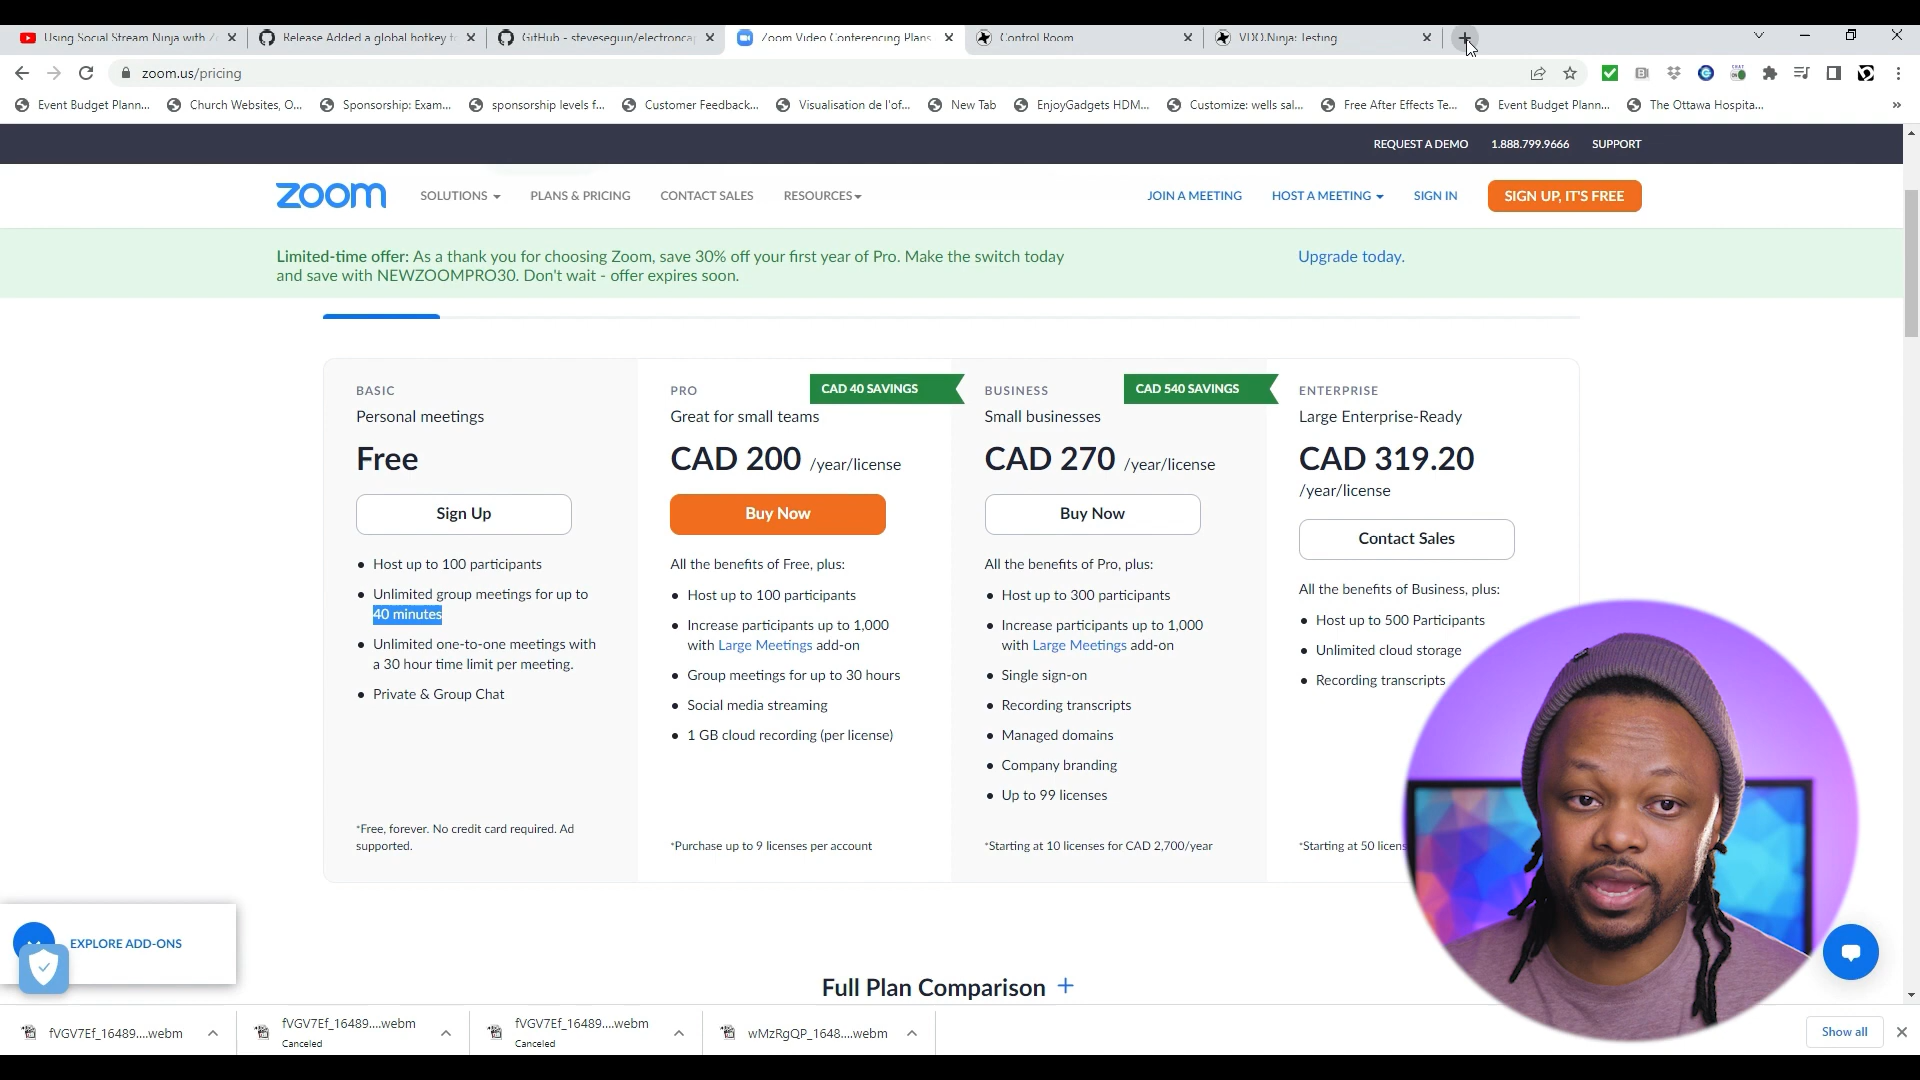 Using Social Stream Ninja with
Release Added a global hotkey
GitHub - steveseguin/electronca
Zoom Video Conferencing Plans
Control Room
VDO.Ninja: Testing
zoom.us/pricing
Event Budget Plann...
Church Websites, O...
Sponsorship: Exam...
sponsorship levels f...
Customer Feedback...
Visualisation de l'of...
New Tab
EnjoyGadgets HDM...
Customize: wells sal...
Free After Effects Te...
Event Budget Plann...
The Ottawa Hospita...
»
REQUEST A DEMO
1.888.799.9666
SUPPORT
zoom
SOLUTIONS
PLANS & PRICING
CONTACT SALES
RESOURCES
JOIN A MEETING
HOST A MEETING
SIGN IN
SIGN UP, IT'S FREE
Limited-time offer: As a thank you for choosing Zoom, save 30% off your first year of Pro. Make the switch today
and save with NEWZOOMPRO30. Don't wait - offer expires soon.
Upgrade today.
BASIC
Personal meetings
Free
Sign Up
• Host up to 100 participants
• Unlimited group meetings for up to
40 minutes
• Unlimited one-to-one meetings with
a 30 hour time limit per meeting.
• Private & Group Chat
*Free, forever. No credit card required. Ad
supported.
PRO
CAD 40 SAVINGS
Great for small teams
CAD 200 /year/license
Buy Now
All the benefits of Free, plus:
• Host up to 100 participants
• Increase participants up to 1,000
with Large Meetings add-on
• Group meetings for up to 30 hours
• Social media streaming
• 1 GB cloud recording (per license)
*Purchase up to 9 licenses per account
BUSINESS
CAD 540 SAVINGS
Small businesses
CAD 270 /year/license
Buy Now
All the benefits of Pro, plus:
• Host up to 300 participants
• Increase participants up to 1,000
with Large Meetings add-on
• Single sign-on
• Recording transcripts
• Managed domains
• Company branding
• Up to 99 licenses
*Starting at 10 licenses for CAD 2,700/year
ENTERPRISE
Large Enterprise-Ready
CAD 319.20
/year/license
Contact Sales
All the benefits of Business, plus:
• Host up to 500 Participants
• Unlimited cloud storage
• Recording transcripts
*Starting at 50 licens
EXPLORE ADD-ONS
Full Plan Comparison +
fVGV7Ef_16489....webm
fVGV7Ef_16489....webm
Canceled
fVGV7Ef_16489....webm
Canceled
wMzRgQP_1648....webm
Show all